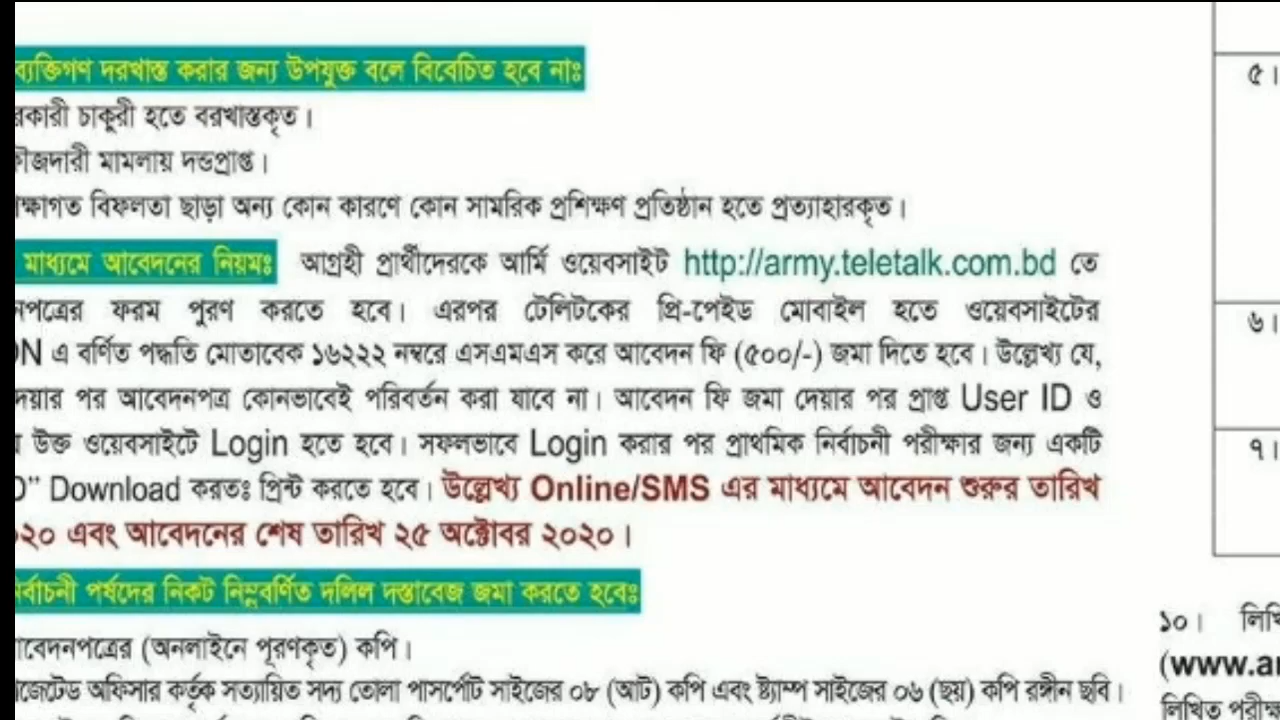 ব্যক্তিগণ দরখাস্ত করার জন্য উপযুক্ত বলে বিবেচিত হবে নাঃ
রকারী চাকুরী হতে বরখাস্তকৃত।
ৌজদারী মামলায় দন্ডপ্রাপ্ত।
ক্ষাগত বিফলতা ছাড়া অন্য কোন কারণে কোন সামরিক প্রশিক্ষণ প্রতিষ্ঠান হতে প্রত্যাহারকৃত।
মাধ্যমে আবেদনের নিয়মঃ আগ্রহী প্রার্থীদেরকে আর্মি ওয়েবসাইট http://army.teletalk.com.bd তে
নপত্রের ফরম পুরণ করতে হবে। এরপর টেলিটকের প্রি-পেইড মোবাইল হতে ওয়েবসাইটের
ON এ বর্ণিত পদ্ধতি মোতাবেক ১৬২২২ নম্বরে এসএমএস করে আবেদন ফি (৫০০/-) জমা দিতে হবে। উল্লেখ্য যে,
দেয়ার পর আবেদনপত্র কোনভাবেই পরিবর্তন করা যাবে না। আবেদন ফি জমা দেয়ার পর প্রাপ্ত User ID ও
উক্ত ওয়েবসাইটে Login হতে হবে। সফলভাবে Login করার পর প্রাথমিক নির্বাচনী পরীক্ষার জন্য একটি
D” Download করতঃ প্রিন্ট করতে হবে। উল্লেখ্য Online/SMS এর মাধ্যমে আবেদন শুরুর তারিখ
০২০ এবং আবেদনের শেষ তারিখ ২৫ অক্টোবর ২০২০।
নির্বাচনী পর্ষদের নিকট নিম্নবর্ণিত দলিল দস্তাবেজ জমা করতে হবেঃ
াবেদনপত্রের (অনলাইনে পূরণকৃত) কপি।
গেজেটেড অফিসার কর্তৃক সত্যায়িত সদ্য তোলা পাসপোর্ট সাইজের ০৮ (আট) কপি এবং ষ্ট্যাম্প সাইজের ০৬ (ছয়) কপি রঙ্গীন ছবি।
৫।
৬।
৭।
১০। লিখি
(www.ar
লিখিত পরীক্ষ